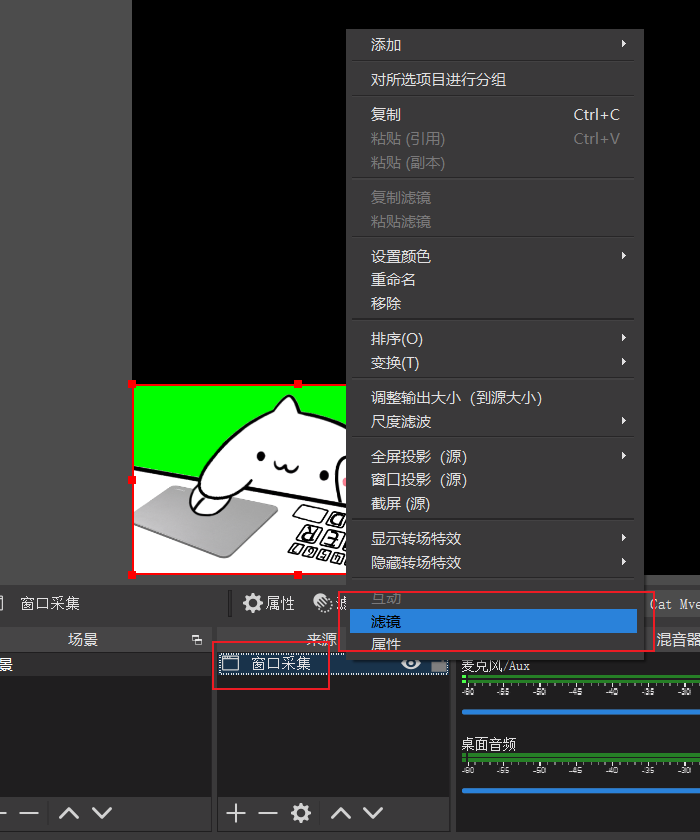 添加
对所选项目进行分组
复制 Ctrl+C
粘贴 (引用) Ctrl+V
粘贴 (副本)
复制滤镜
粘贴滤镜
设置颜色
重命名
移除
排序(O)
变换(T)
调整输出大小（到源大小）
尺度滤波
全屏投影（源）
窗口投影（源）
截屏 (源)
显示转场特效
隐藏转场特效
互动
滤镜
属性
窗口采集 属性 滤 Cat Mve
场景 来源 混音器
景 窗口采集 麦克风/Aux
-60 -55 -50 -45 -40 -35 -30
桌面音频
-60 -55 -50 -45 -40 -35 -30